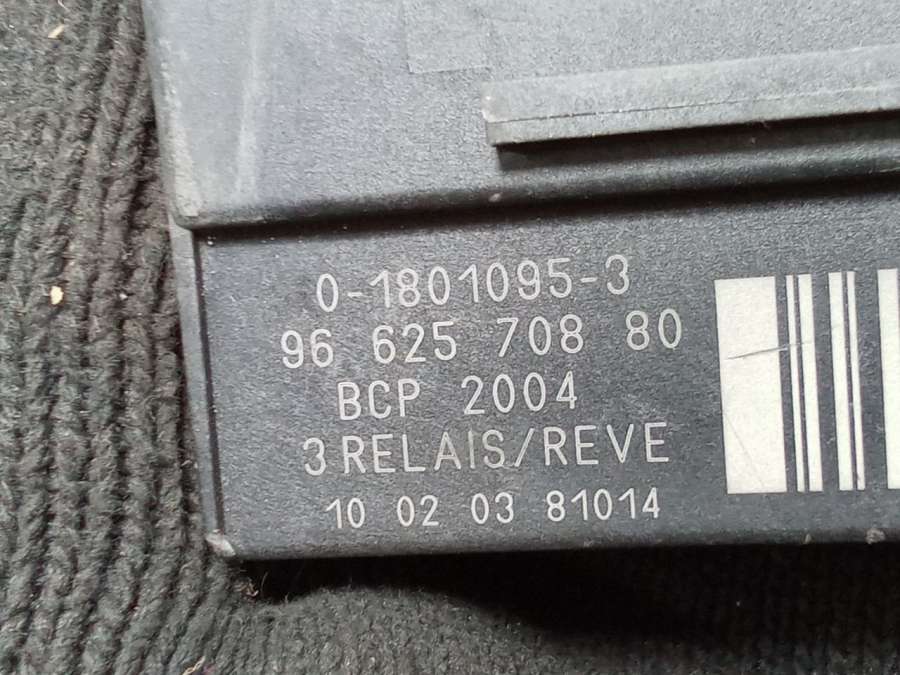 0-1801095-3
96 625 708 80
BCP 2004
3 RELAIS/REVE
10 02 03 81014